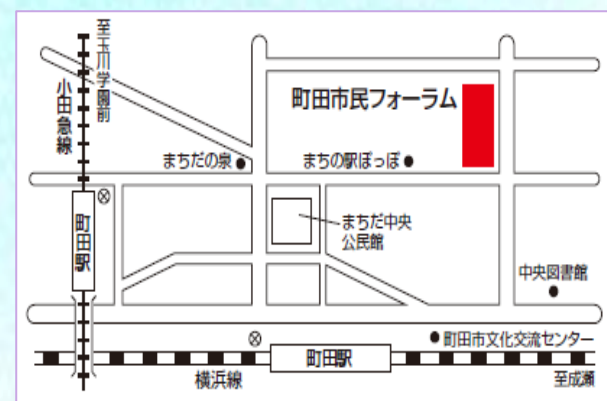 至玉川学園前
小田急線
町田市民フォーラム
まちだの泉
まちの駅ぽっぽ
町田駅
まちだ中央
公民館
中央図書館
町田市文化交流センター
町田駅
横浜線
至成瀬